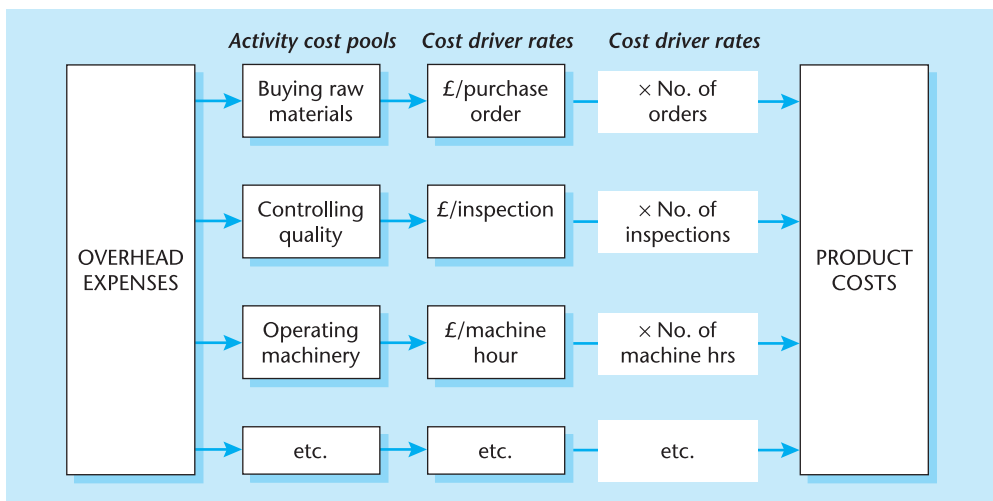 Activity cost pools
Cost driver rates
Cost driver rates
OVERHEAD
EXPENSES
Buying raw
materials
£/purchase
order
× No. of
orders
Controlling
quality
£/inspection
× No. of
inspections
Operating
machinery
£/machine
hour
× No. of
machine hrs
etc.
etc.
etc.
PRODUCT
COSTS